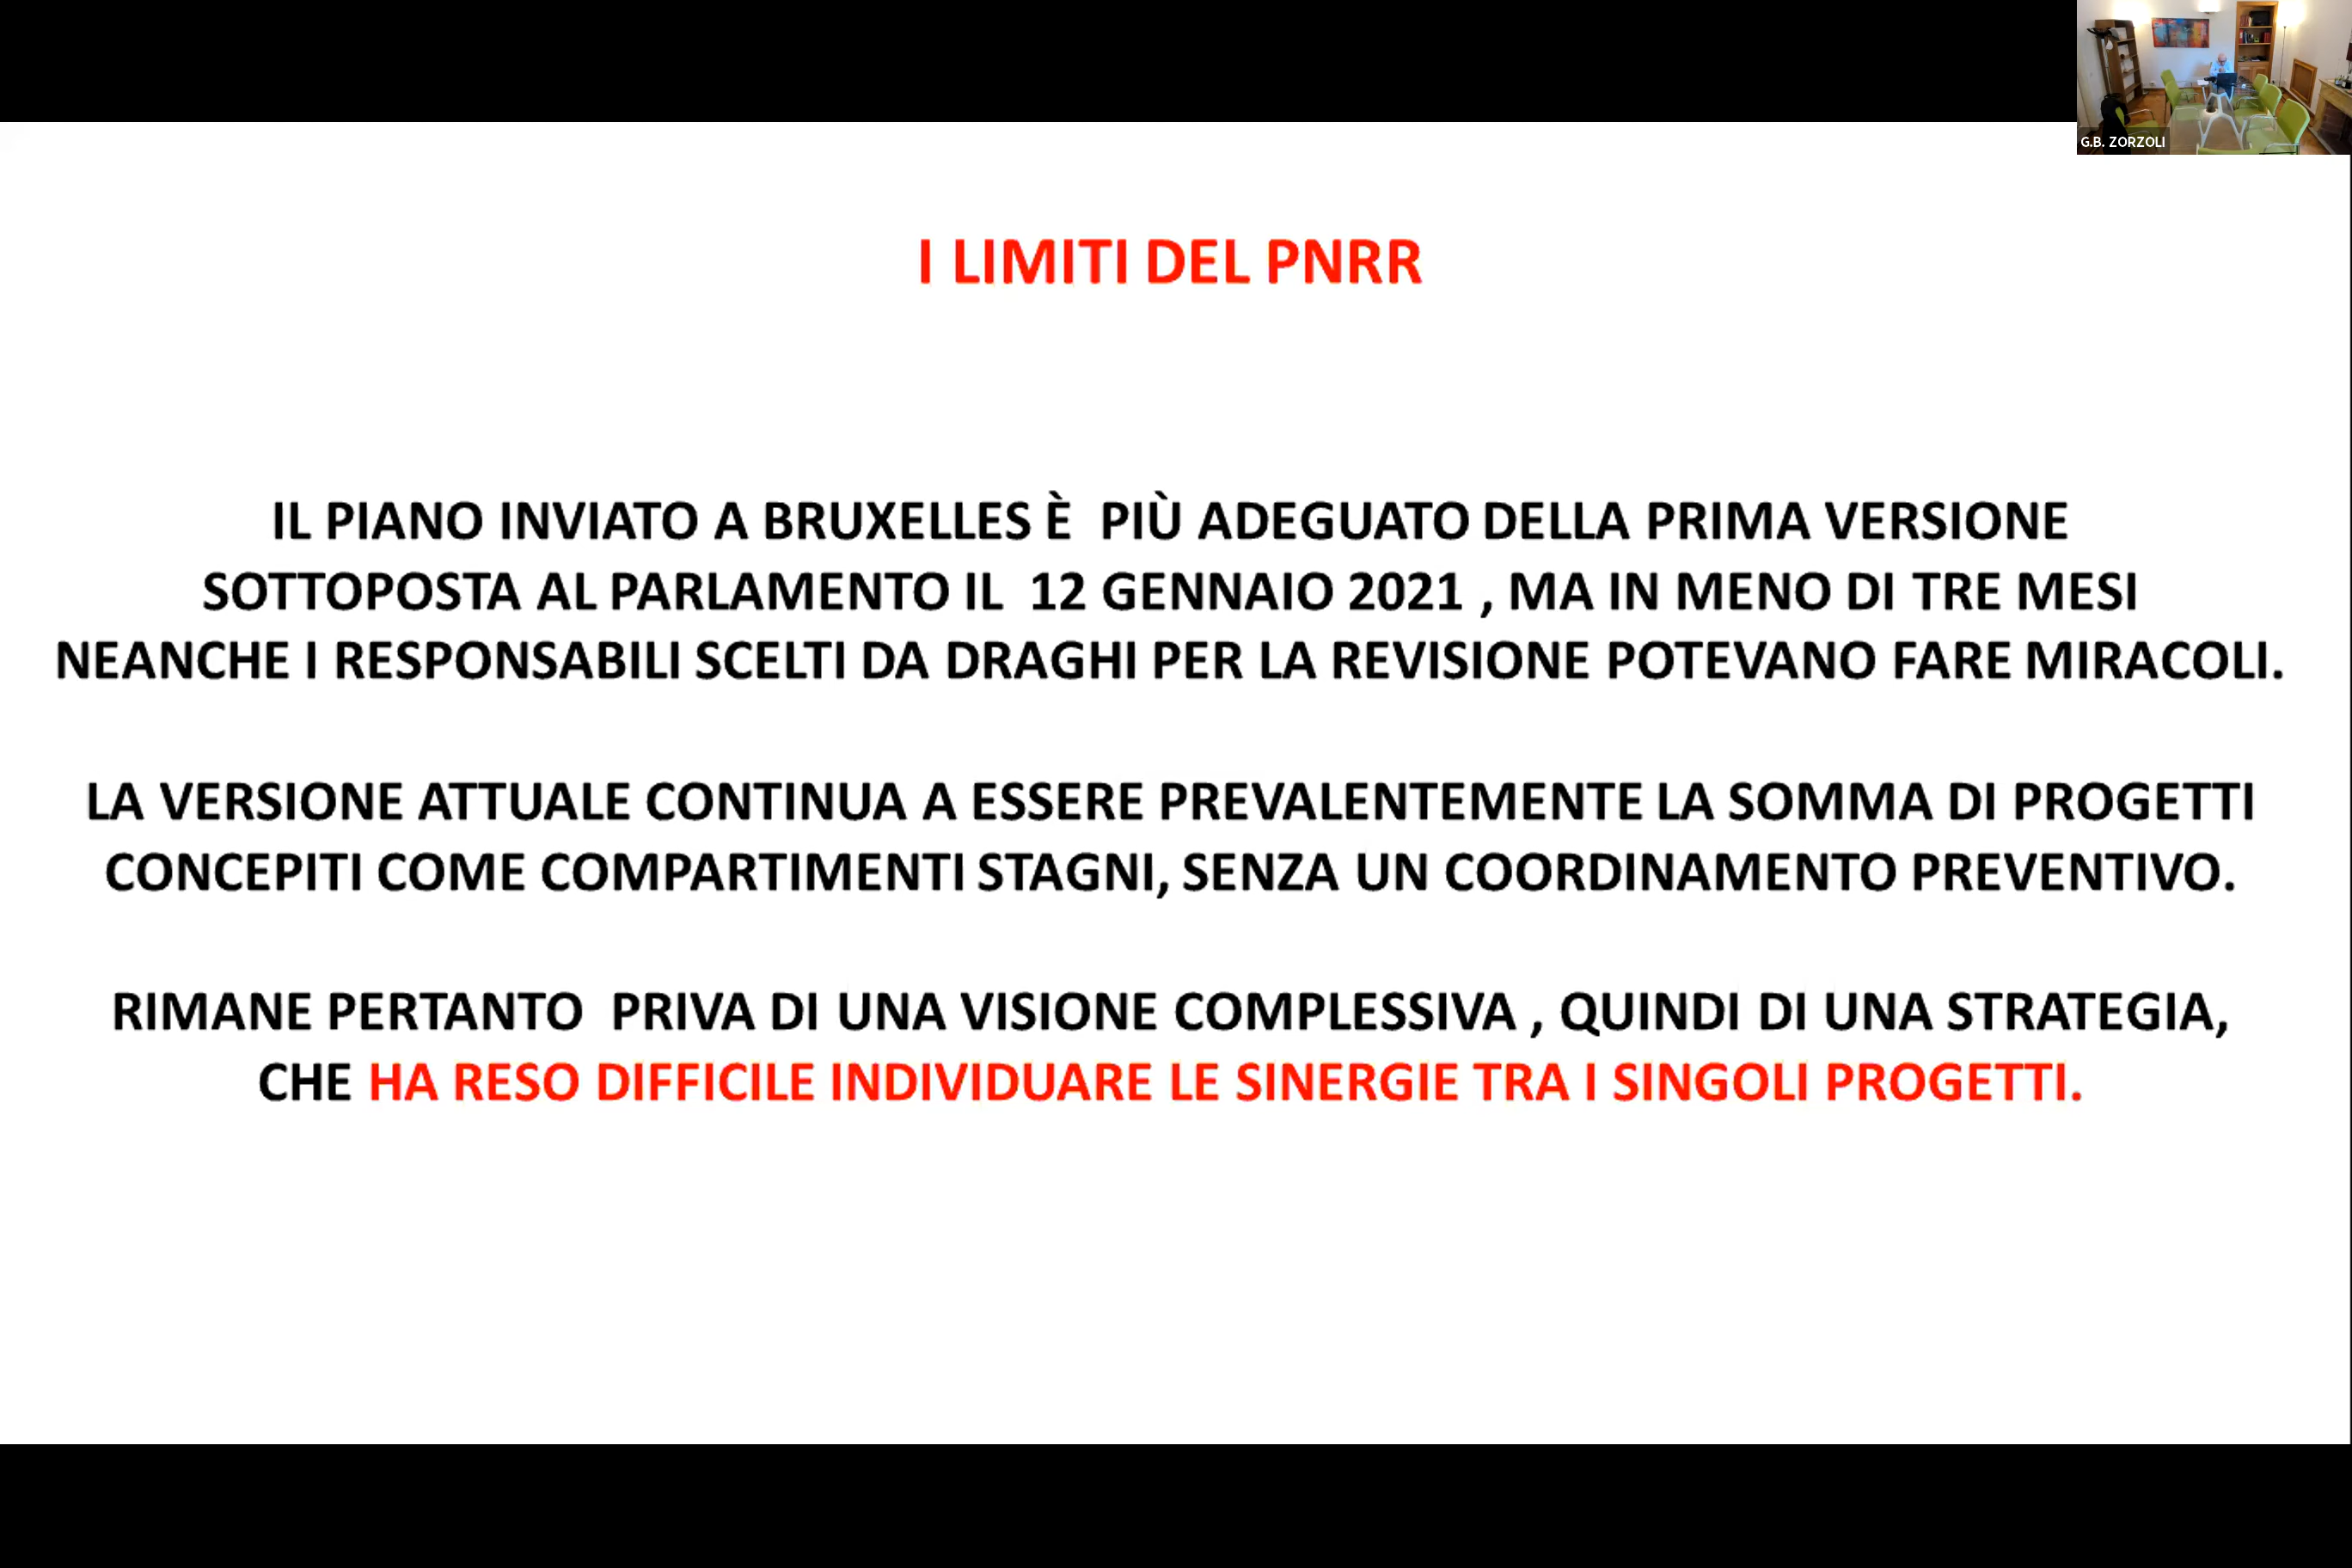 G.B. ZORZOLI
I LIMITI DEL PNRR
IL PIANO INVIATO A BRUXELLES È PIÙ ADEGUATO DELLA PRIMA VERSIONE
SOTTOPOSTA AL PARLAMENTO IL 12 GENNAIO 2021 , MA IN MENO DI TRE MESI
NEANCHE I RESPONSABILI SCELTI DA DRAGHI PER LA REVISIONE POTEVANO FARE MIRACOLI.
LA VERSIONE ATTUALE CONTINUA A ESSERE PREVALENTEMENTE LA SOMMA DI PROGETTI
CONCEPITI COME COMPARTIMENTI STAGNI, SENZA UN COORDINAMENTO PREVENTIVO.
RIMANE PERTANTO PRIVA DI UNA VISIONE COMPLESSIVA , QUINDI DI UNA STRATEGIA,
CHE HA RESO DIFFICILE INDIVIDUARE LE SINERGIE TRA I SINGOLI PROGETTI.